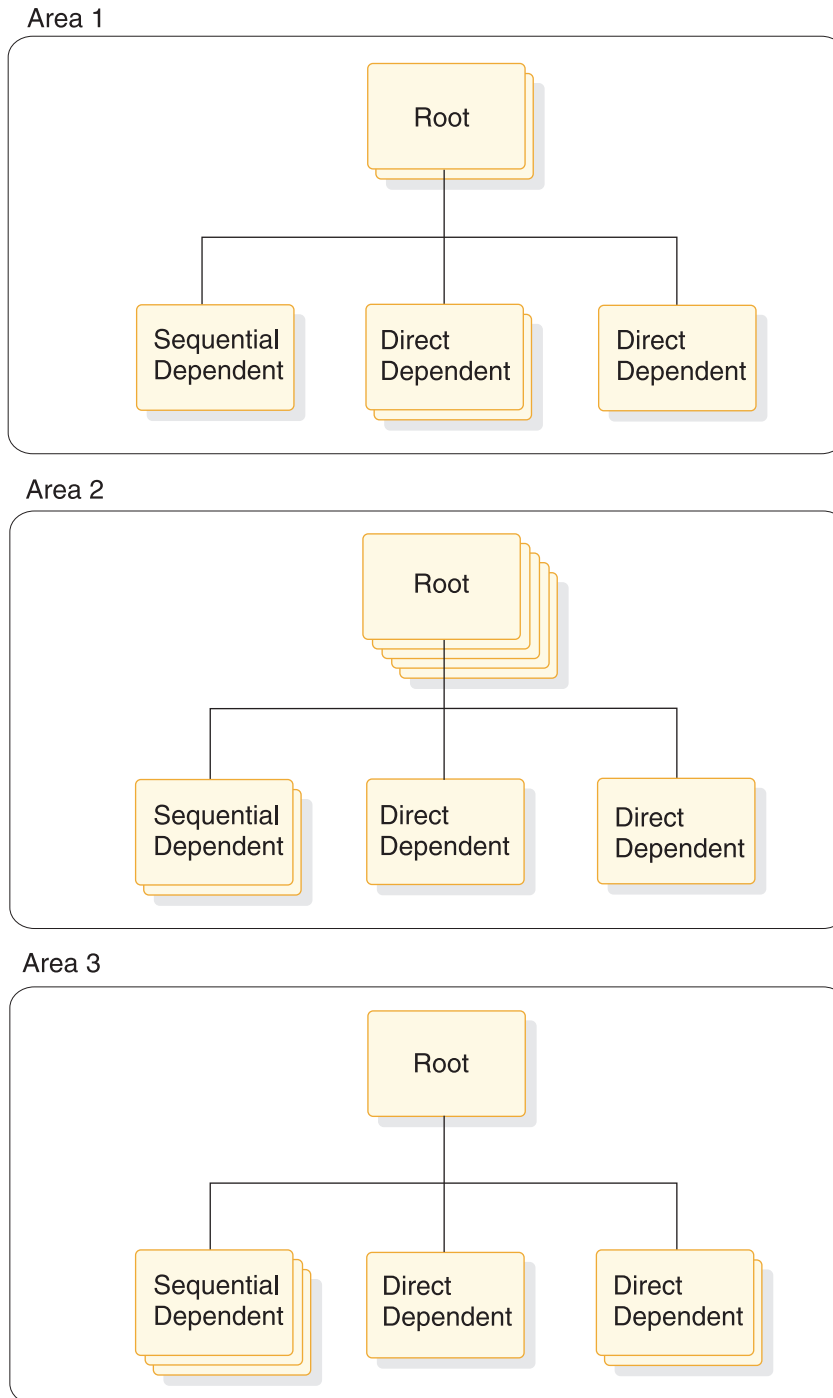 Area 1
Root
Sequential
Dependent
Direct
Dependent
Direct
Dependent
Area 2
Root
Sequential
Dependent
Direct
Dependent
Direct
Dependent
Area 3
Root
Sequential
Dependent
Direct
Dependent
Direct
Dependent